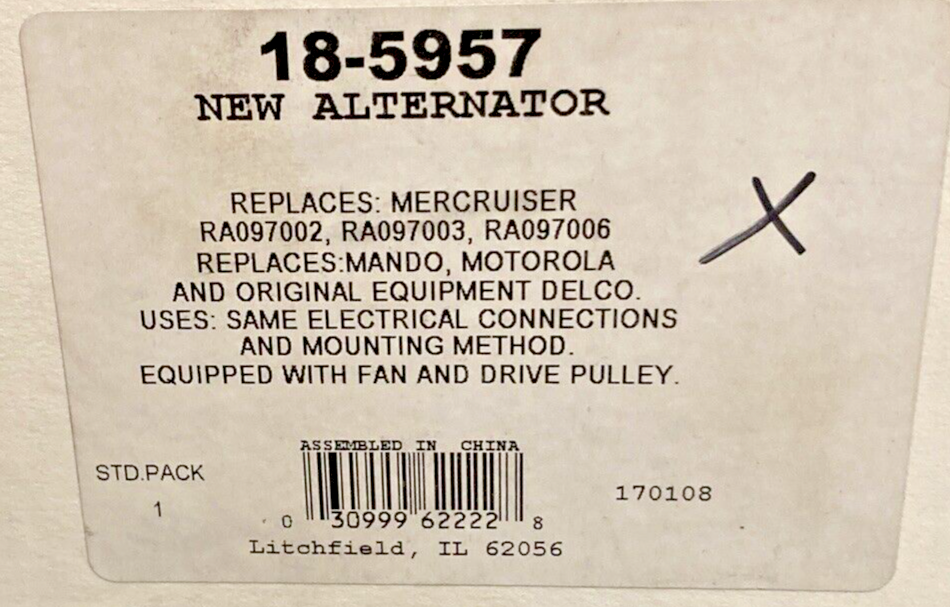 18-5957
NEW ALTERNATOR
REPLACES: MERCRUISER
RA097002, RA097003, RA097006
REPLACES:MANDO, MOTOROLA
AND ORIGINAL EQUIPMENT DELCO.
USES: SAME ELECTRICAL CONNECTIONS
AND MOUNTING METHOD.
EQUIPPED WITH FAN AND DRIVE PULLEY.
ASSEMBLED IN CHINA
STD.PACK
1
170108
0 30999 62222 8
Litchfield, IL 62056
X